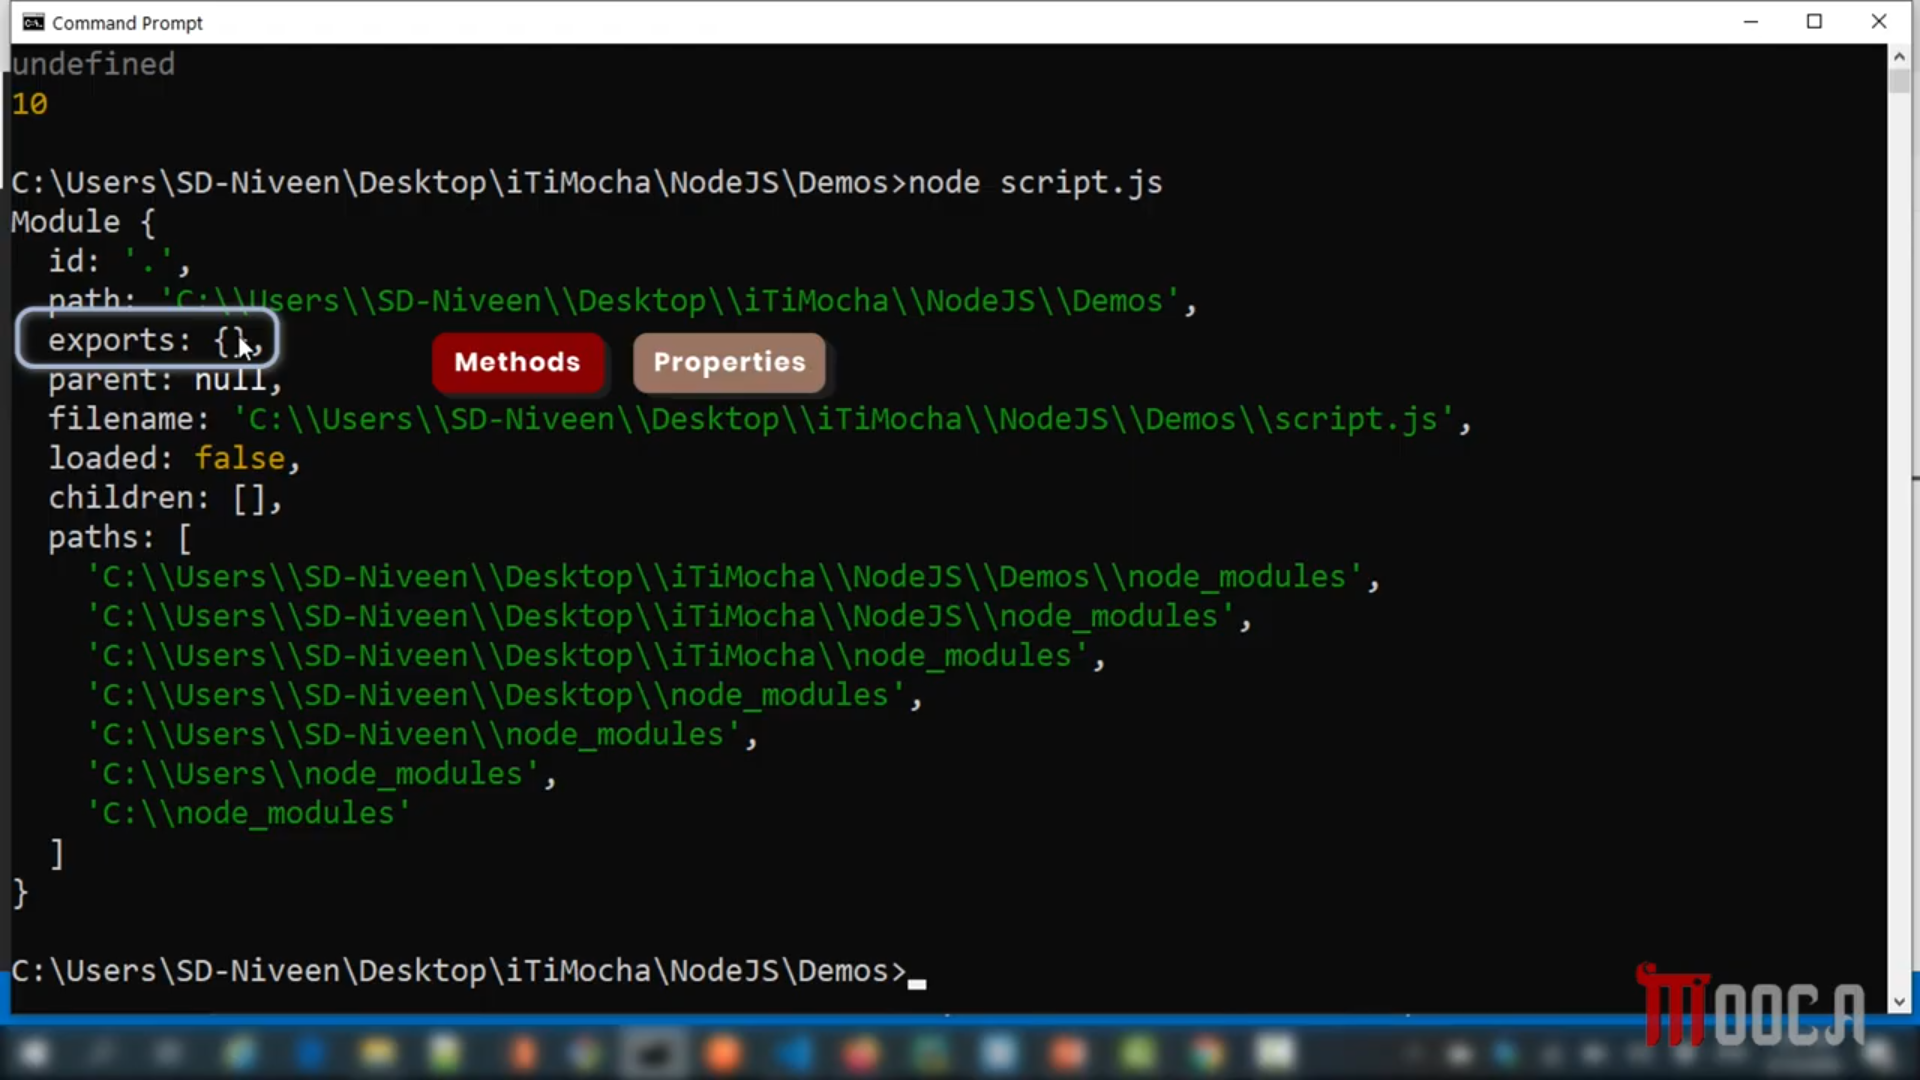 Command Prompt
undefined
10
C:\Users\SD-Niveen\Desktop\iTiMocha\NodeJS\Demos>node script.js
Module {
  id: '.',
  path: 'C:\\Users\\SD-Niveen\\Desktop\\iTiMocha\\NodeJS\\Demos',
  exports: {},
Methods Properties
  parent: null,
  filename: 'C:\\Users\\SD-Niveen\\Desktop\\iTiMocha\\NodeJS\\Demos\\script.js',
  loaded: false,
  children: [],
  paths: [
    'C:\\Users\\SD-Niveen\\Desktop\\iTiMocha\\NodeJS\\Demos\\node_modules',
    'C:\\Users\\SD-Niveen\\Desktop\\iTiMocha\\NodeJS\\node_modules',
    'C:\\Users\\SD-Niveen\\Desktop\\iTiMocha\\node_modules',
    'C:\\Users\\SD-Niveen\\Desktop\\node_modules',
    'C:\\Users\\SD-Niveen\\node_modules',
    'C:\\Users\\node_modules',
    'C:\\node_modules'
  ]
}
C:\Users\SD-Niveen\Desktop\iTiMocha\NodeJS\Demos>
MOOCA